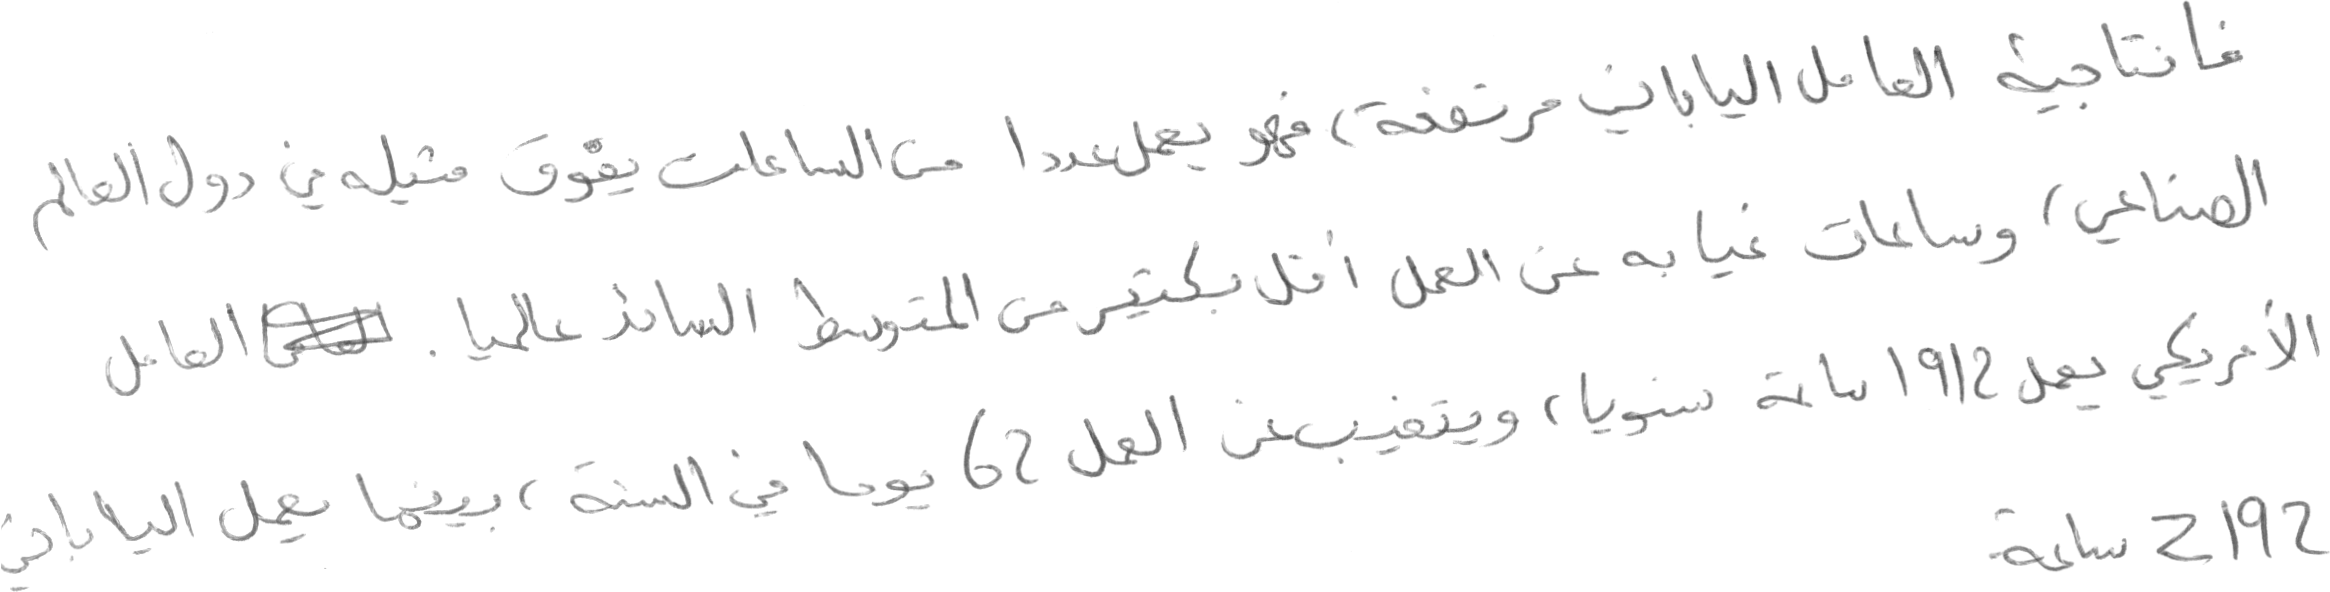 فانتاجية العامل الياباني مرتفعة، فهو يعمل عددا من الساعات يفوق مثيله في دول العالم
الصناعي، وساعات غيابه عن العمل أقل بكثير من المتوسط السائد عالميا. العامل
الأمريكي يعمل 1912 ساعة سنويا، ويتغيب عن العمل 62 يوما في السنة، بينما يعمل الياباني
2192 ساعة